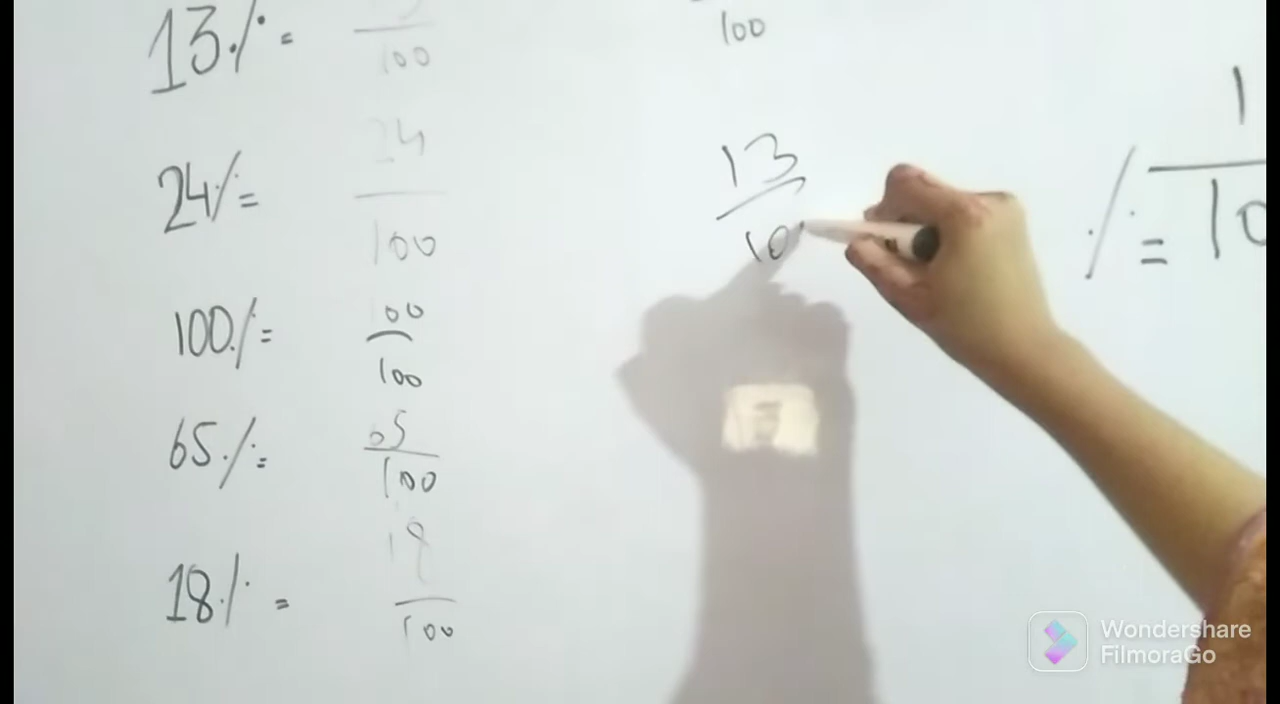 13% =
100
100
24% = 24/100
13/10
% = 1/10
100% = 100/100
65% = 65/100
18% = 18/100
Wondershare
FilmoraGo